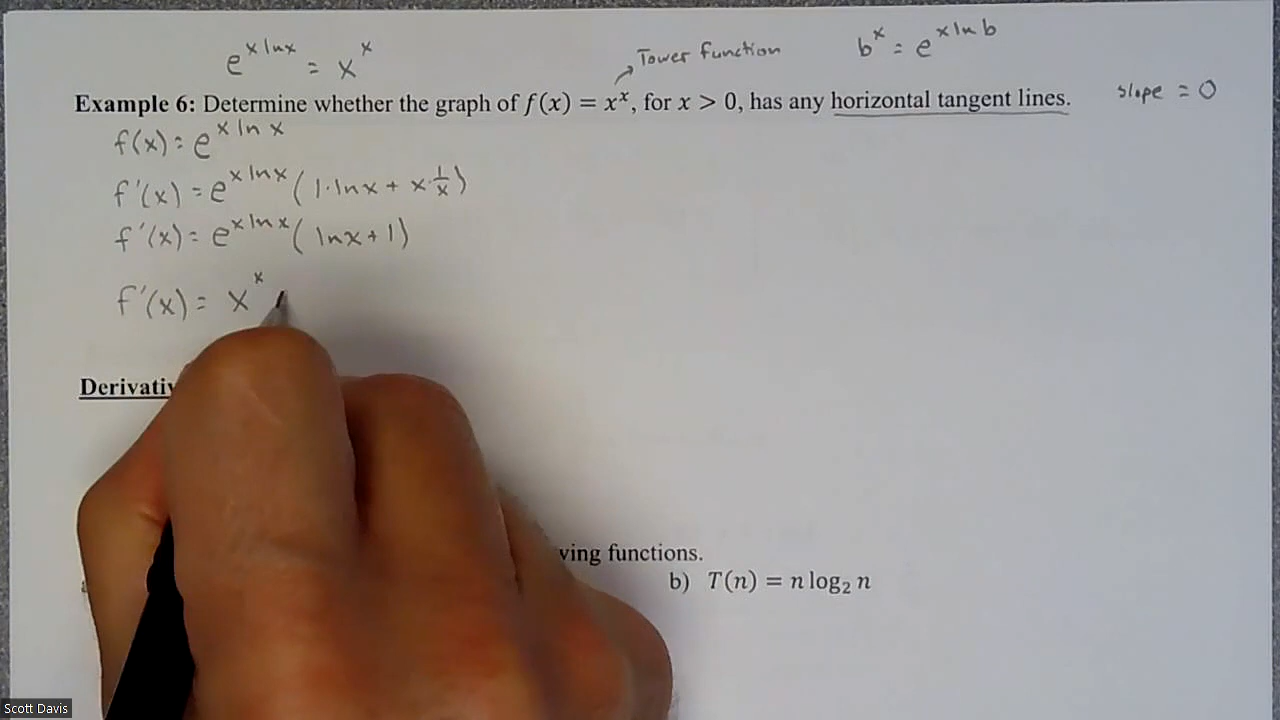 e^{x ln x} = x^x
Tower function
b^x = e^{x ln b}
Example 6: Determine whether the graph of f(x) = x^x, for x > 0, has any horizontal tangent lines.
slope = 0
f(x) = e^{x ln x}
f'(x) = e^{x ln x}(1·ln x + x·1/x)
f'(x) = e^{x ln x}(ln x + 1)
f'(x) = x^x
ving functions.
b) T(n) = n log₂ n
Scott Davis